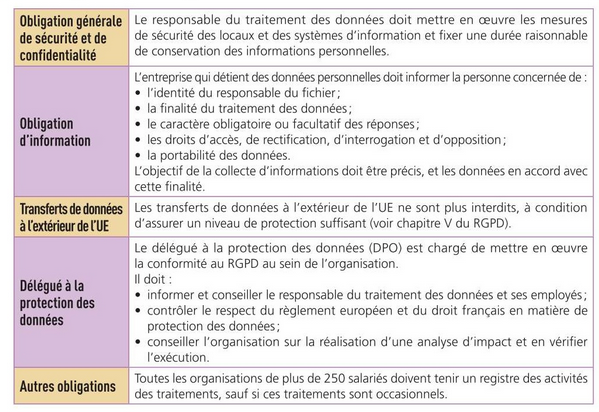 Obligation générale
de sécurité et de
confidentialité
Le responsable du traitement des données doit mettre en œuvre les mesures
de sécurité des locaux et des systèmes d'information et fixer une durée raisonnable
de conservation des informations personnelles.
Obligation
d'information
L'entreprise qui détient des données personnelles doit informer la personne concernée de :
• l'identité du responsable du fichier ;
• la finalité du traitement des données ;
• le caractère obligatoire ou facultatif des réponses ;
• les droits d'accès, de rectification, d'interrogation et d'opposition ;
• la portabilité des données.
L'objectif de la collecte d'informations doit être précis, et les données en accord avec
cette finalité.
Transferts de données
à l'extérieur de l'UE
Les transferts de données à l'extérieur de l'UE ne sont plus interdits, à condition
d'assurer un niveau de protection suffisant (voir chapitre V du RGPD).
Délégué à la
protection des
données
Le délégué à la protection des données (DPO) est chargé de mettre en œuvre
la conformité au RGPD au sein de l'organisation.
Il doit :
• informer et conseiller le responsable du traitement des données et ses employés ;
• contrôler le respect du règlement européen et du droit français en matière de
protection des données ;
• conseiller l'organisation sur la réalisation d'une analyse d'impact et en vérifier
l'exécution.
Autres obligations
Toutes les organisations de plus de 250 salariés doivent tenir un registre des activités
des traitements, sauf si ces traitements sont occasionnels.